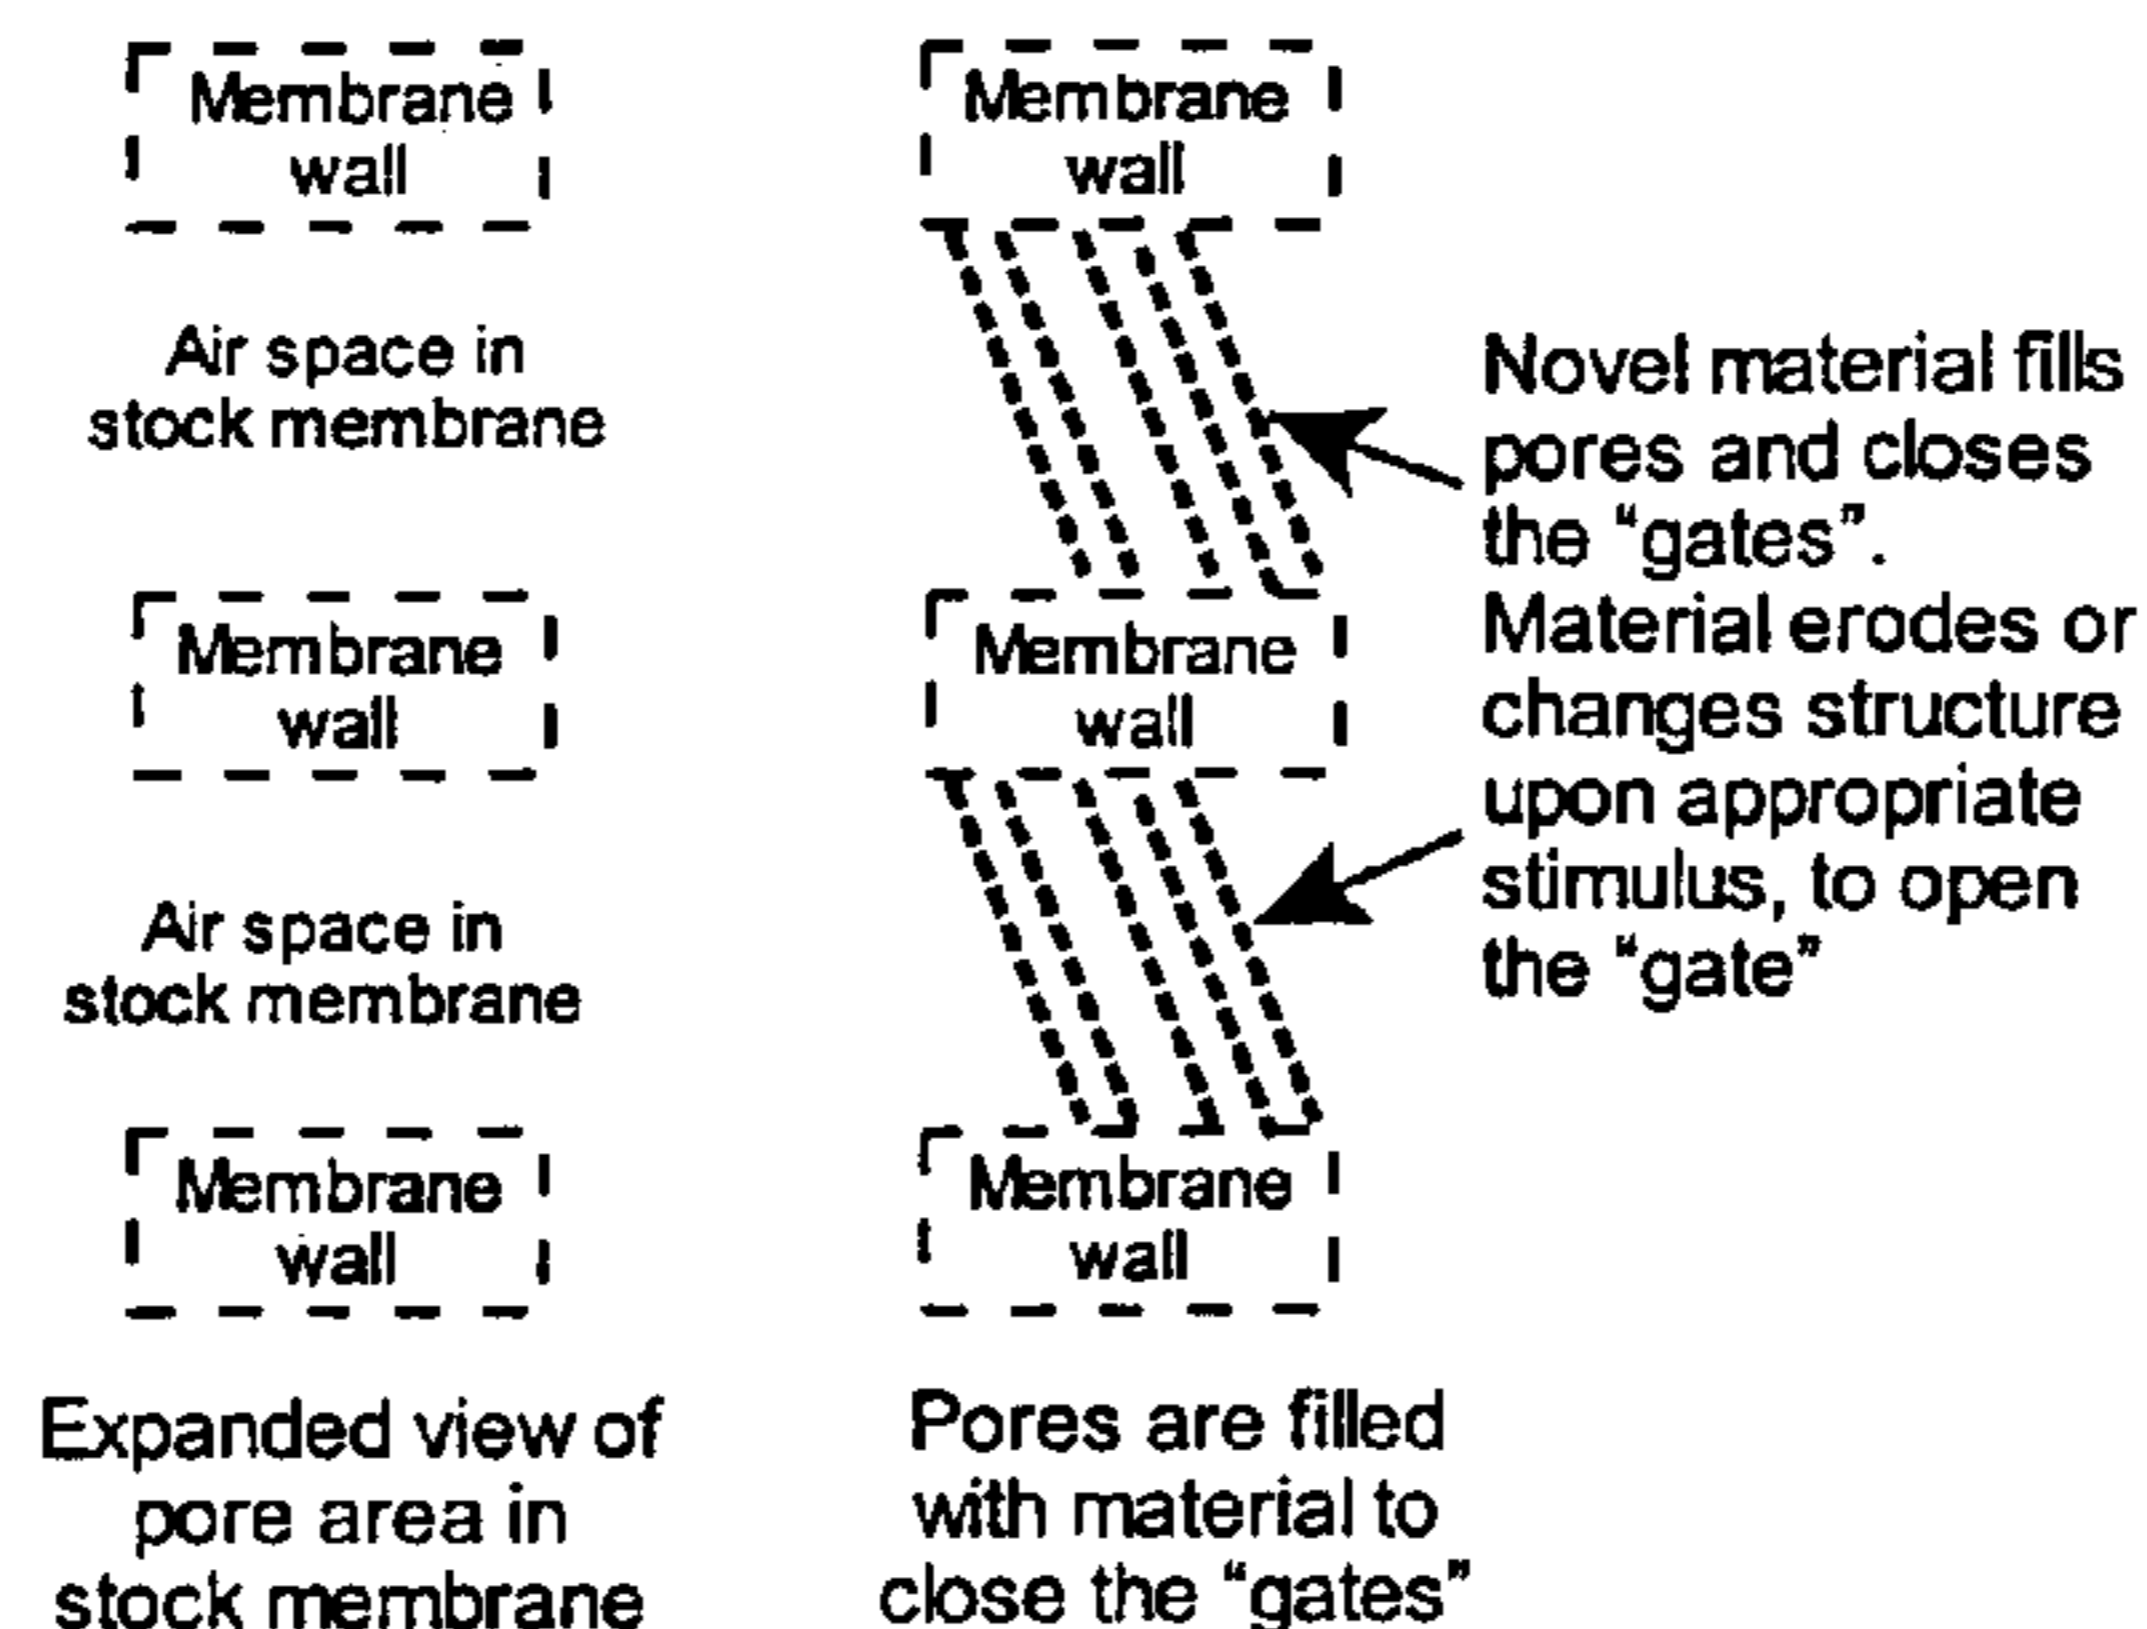 Membrane
wall
Air space in
stock membrane
Membrane
wall
Air space in
stock membrane
Membrane
wall
Expanded view of
pore area in
stock membrane
Membrane
wall
Membrane
wall
Membrane
wall
Pores are filled
with material to
close the “gates”
Novel material fills
pores and closes
the “gates”.
Material erodes or
changes structure
upon appropriate
stimulus, to open
the “gate”